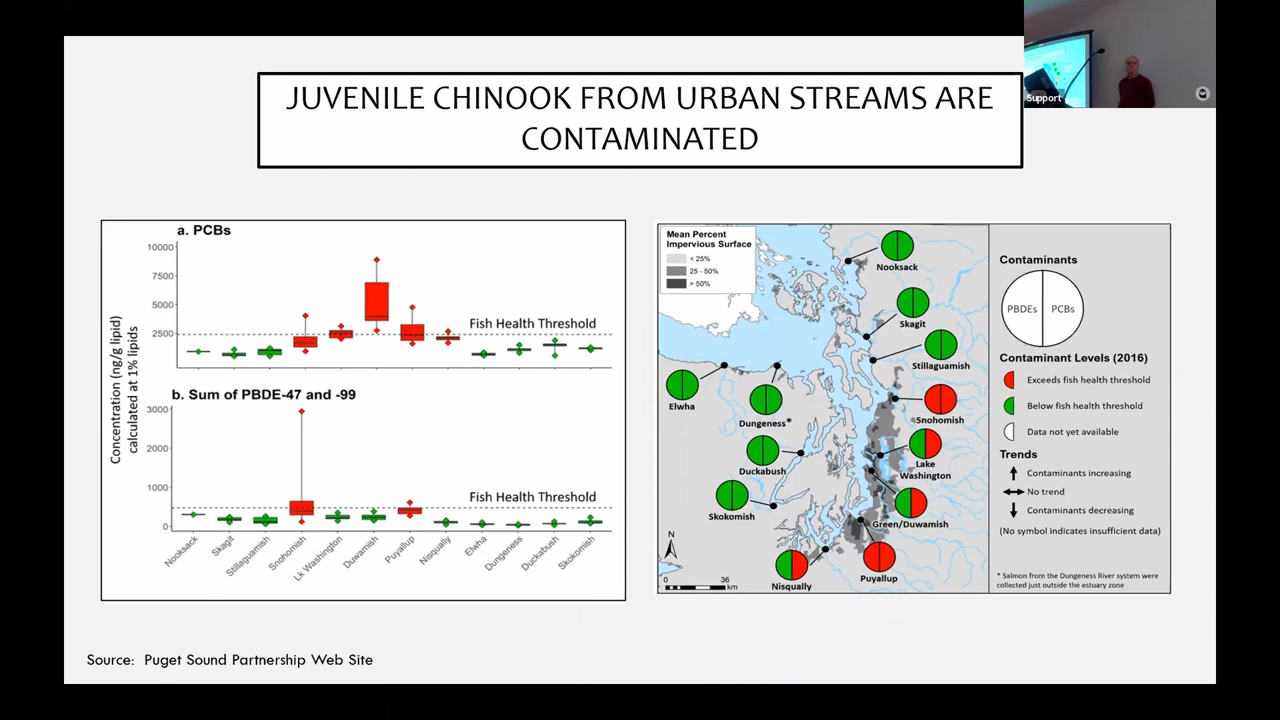 JUVENILE CHINOOK FROM URBAN STREAMS ARE
CONTAMINATED
Support
a. PCBs
10000
7500
5000
2500
Fish Health Threshold
Concentration (ng/g lipid)
calculated at 1% lipids
b. Sum of PBDE-47 and -99
3000
2000
1000
0
Fish Health Threshold
Nooksack
Skagit
Stillaguamish
Snohomish
Lk Washington
Duwamish
Puyallup
Nisqually
Elwha
Dungeness
Duckabush
Skokomish
Mean Percent
Impervious Surface
< 25%
25 - 50%
> 50%
Nooksack
Skagit
Stillaguamish
Elwha
Dungeness*
Snohomish
Duckabush
Lake
Washington
Skokomish
Green/Duwamish
Nisqually
Puyallup
N
0 36
km
Contaminants
PBDEs PCBs
Contaminant Levels (2016)
Exceeds fish health threshold
Below fish health threshold
Data not yet available
Trends
Contaminants increasing
No trend
Contaminants decreasing
(No symbol indicates insufficient data)
* Salmon from the Dungeness River system were
collected just outside the estuary zone
Source: Puget Sound Partnership Web Site